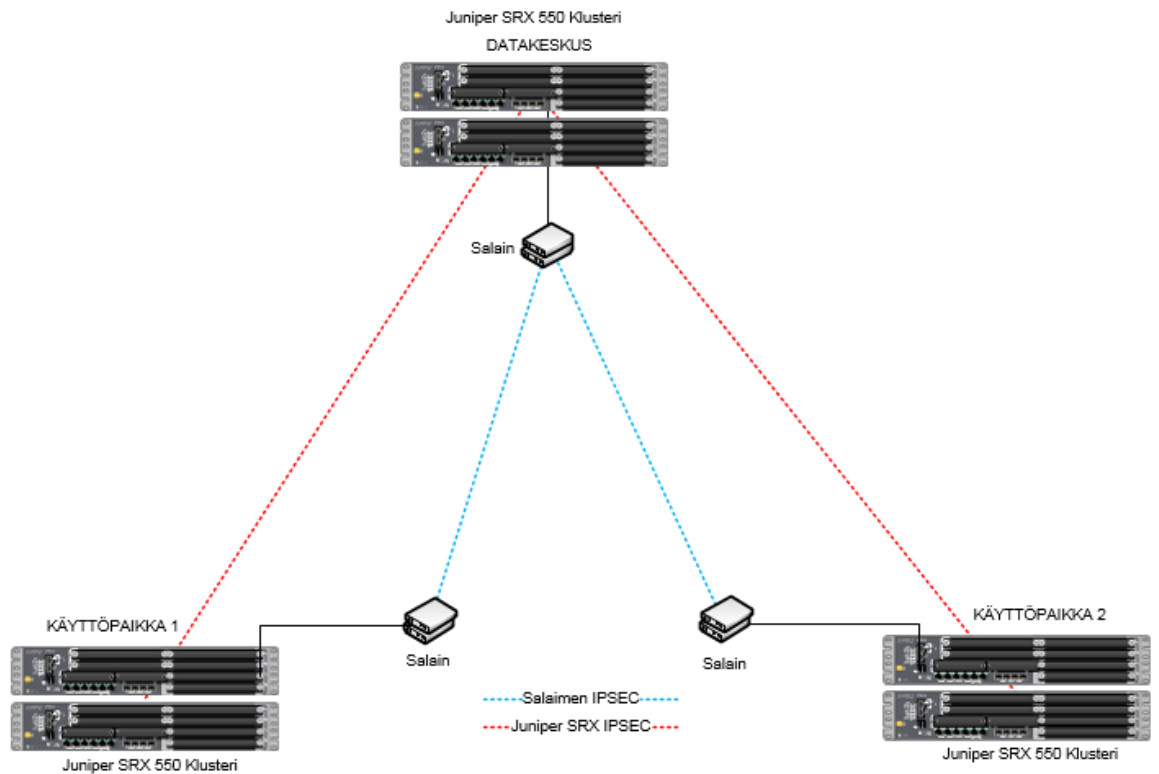 Juniper SRX 550 Klusteri
DATAKESKUS
Salain
KÄYTTÖPAIKKA 1
Salain
Juniper SRX 550 Klusteri
Salain
KÄYTTÖPAIKKA 2
Juniper SRX 550 Klusteri
Salaimen IPSEC
Juniper SRX IPSEC